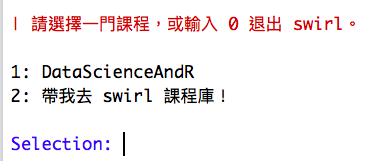 | 請選擇一門課程，或輸入 0 退出 swirl。
1: DataScienceAndR
2: 帶我去 swirl 課程庫！
Selection: